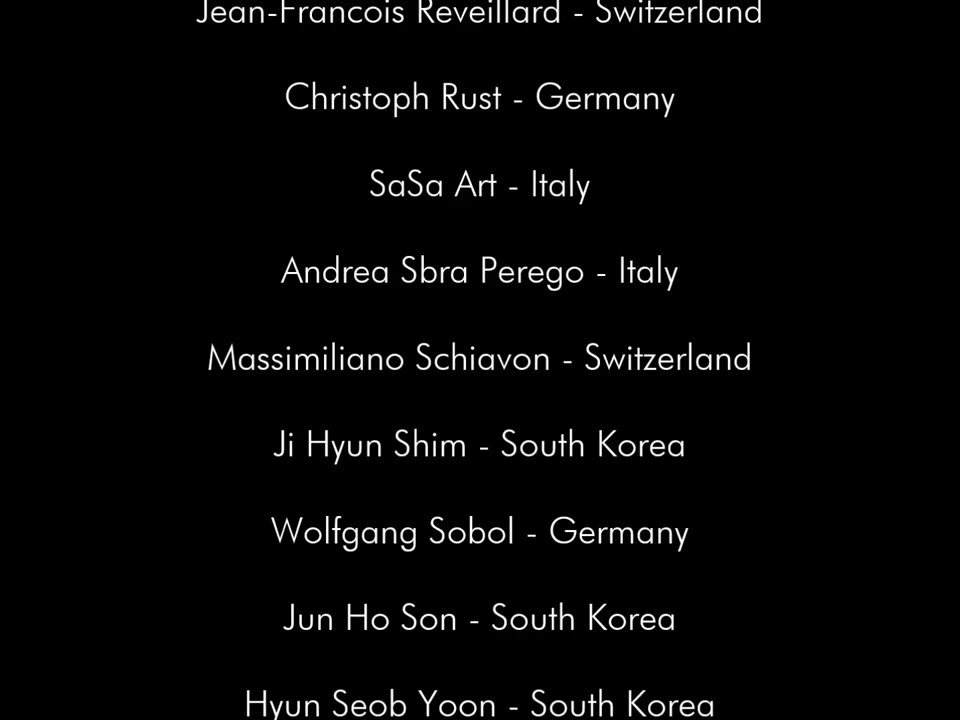 Jean-Francois Reveillard - Switzerland
Christoph Rust - Germany
SaSa Art - Italy
Andrea Sbra Perego - Italy
Massimiliano Schiavon - Switzerland
Ji Hyun Shim - South Korea
Wolfgang Sobol - Germany
Jun Ho Son - South Korea
Hyun Seob Yoon - South Korea